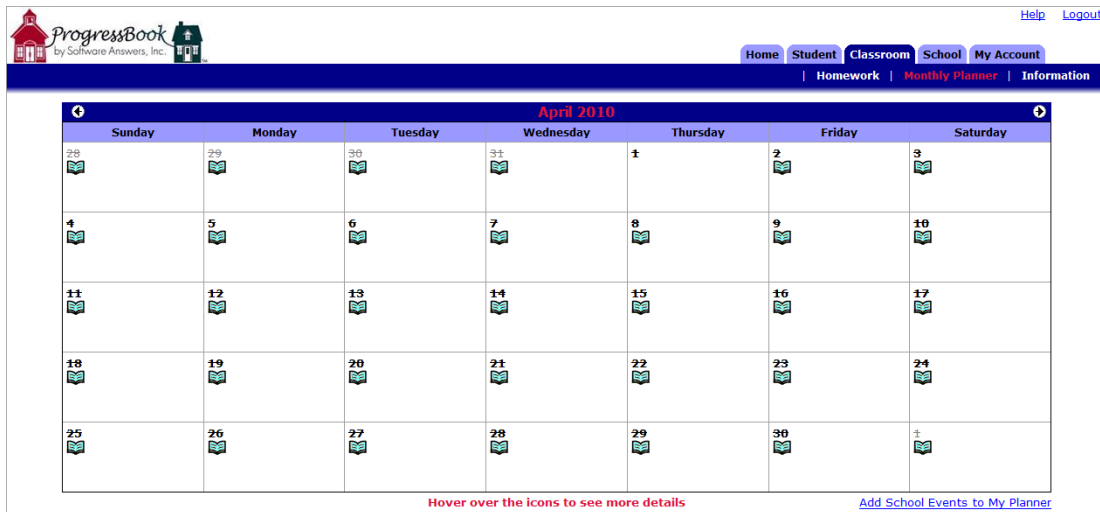 Help Logout
ProgressBook
by Software Answers, Inc.
Home Student Classroom School My Account
| Homework | Monthly Planner | Information
April 2010
Sunday Monday Tuesday Wednesday Thursday Friday Saturday
28 29 30 31 1 2 3
4 5 6 7 8 9 10
11 12 13 14 15 16 17
18 19 20 21 22 23 24
25 26 27 28 29 30 1
Hover over the icons to see more details Add School Events to My Planner